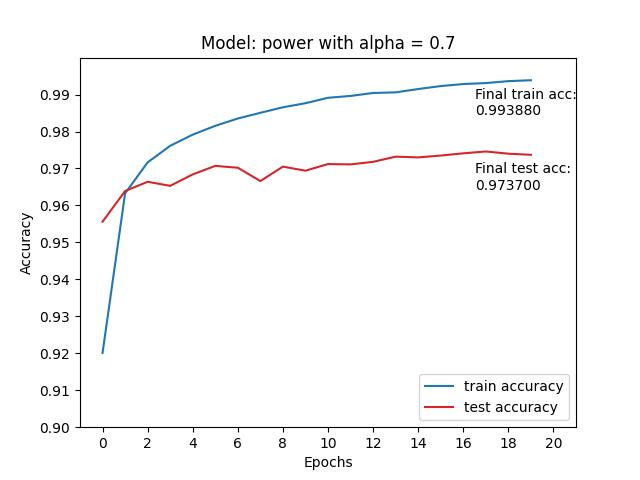 Model: power with alpha = 0.7
Accuracy
0.99
0.98
0.97
0.96
0.95
0.94
0.93
0.92
0.91
0.90
Final train acc:
0.993880
Final test acc:
0.973700
train accuracy
test accuracy
0 2 4 6 8 10 12 14 16 18 20
Epochs